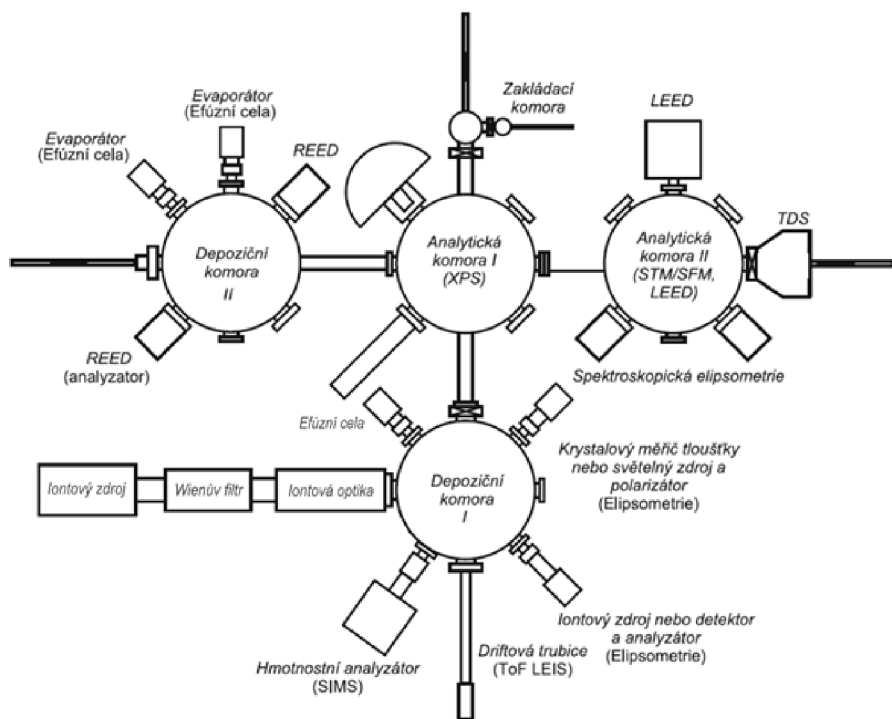 Zakládací
komora
LEED
Evaporátor
(Efúzní cela)
Evaporátor
(Efúzní cela)
REED
TDS
Depoziční
komora
II
Analytická
komora I
(XPS)
Analytická
komora II
(STM/SFM,
LEED)
REED
(analyzator)
Spektroskopická elipsometrie
Efúzní cela
Krystalový měřič tloušťky
nebo světelný zdroj a
polarizátor
(Elipsometrie)
Iontový zdroj
Wienův filtr
Iontová optika
Depoziční
komora
I
Iontový zdroj nebo detektor
a analyzátor
(Elipsometrie)
Driftová trubice
(ToF LEIS)
Hmotnostní analyzátor
(SIMS)